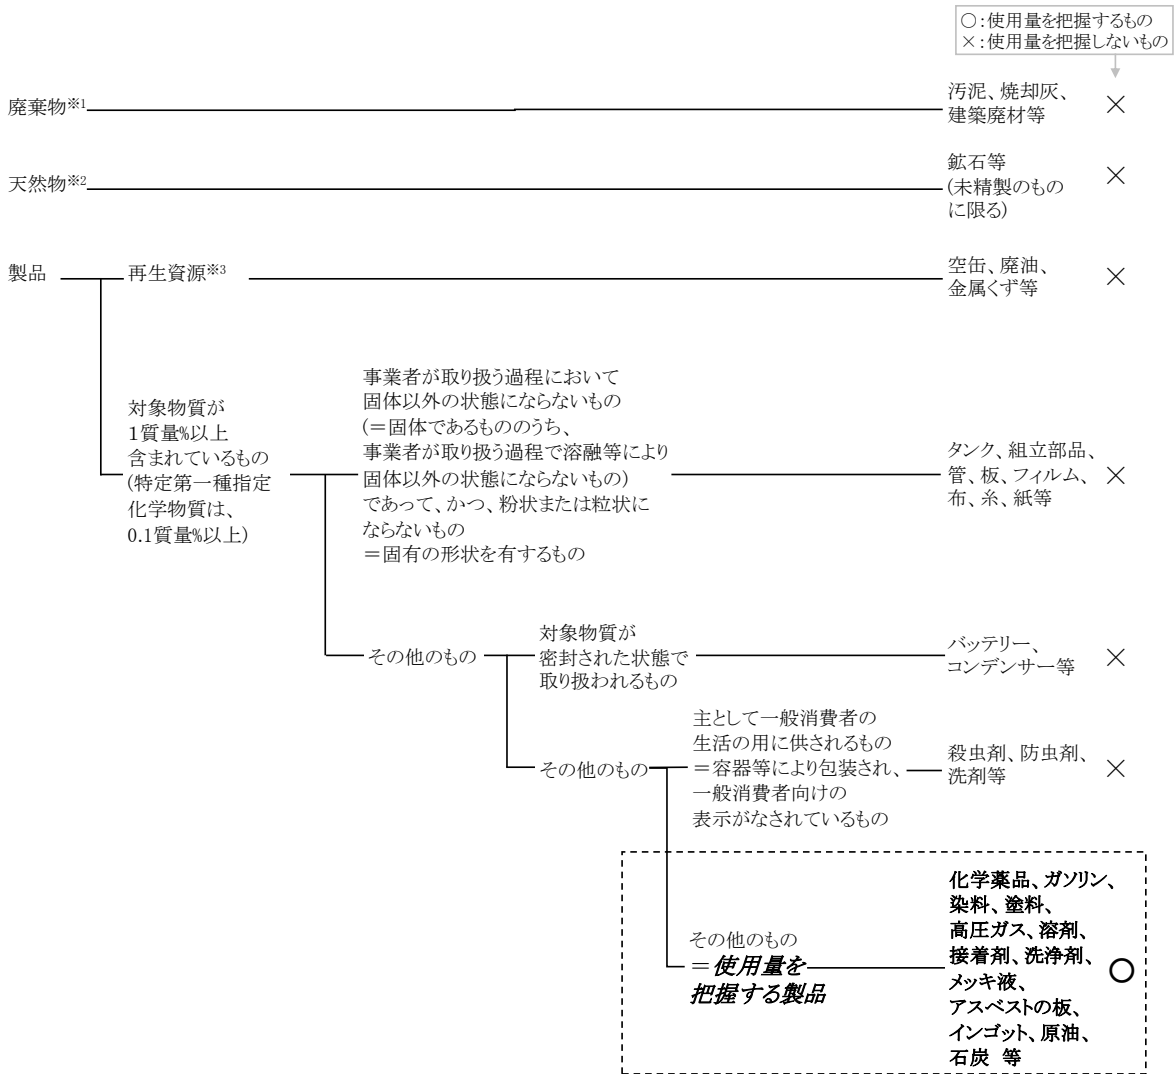 ○:使用量を把握するもの
×:使用量を把握しないもの
廃棄物※1
汚泥、焼却灰、
建築廃材等
×
天然物※2
鉱石等
(未精製のもの
に限る)
×
製品
再生資源※3
空缶、廃油、
金属くず等
×
対象物質が
1質量%以上
含まれているもの
(特定第一種指定
化学物質は、
0.1質量%以上)
事業者が取り扱う過程において
固体以外の状態にならないもの
(=固体であるもののうち、
事業者が取り扱う過程で溶融等により
固体以外の状態にならないもの)
であって、かつ、粉状または粒状に
ならないもの
=固有の形状を有するもの
タンク、組立部品、
管、板、フィルム、
布、糸、紙等
×
その他のもの
対象物質が
密封された状態で
取り扱われるもの
バッテリー、
コンデンサー等
×
その他のもの
主として一般消費者の
生活の用に供されるもの
=容器等により包装され、
一般消費者向けの
表示がなされているもの
殺虫剤、防虫剤、
洗剤等
×
その他のもの
=使用量を
把握する製品
化学薬品、ガソリン、
染料、塗料、
高圧ガス、溶剤、
接着剤、洗浄剤、
メッキ液、
アスベストの板、
インゴット、原油、
石炭 等
○